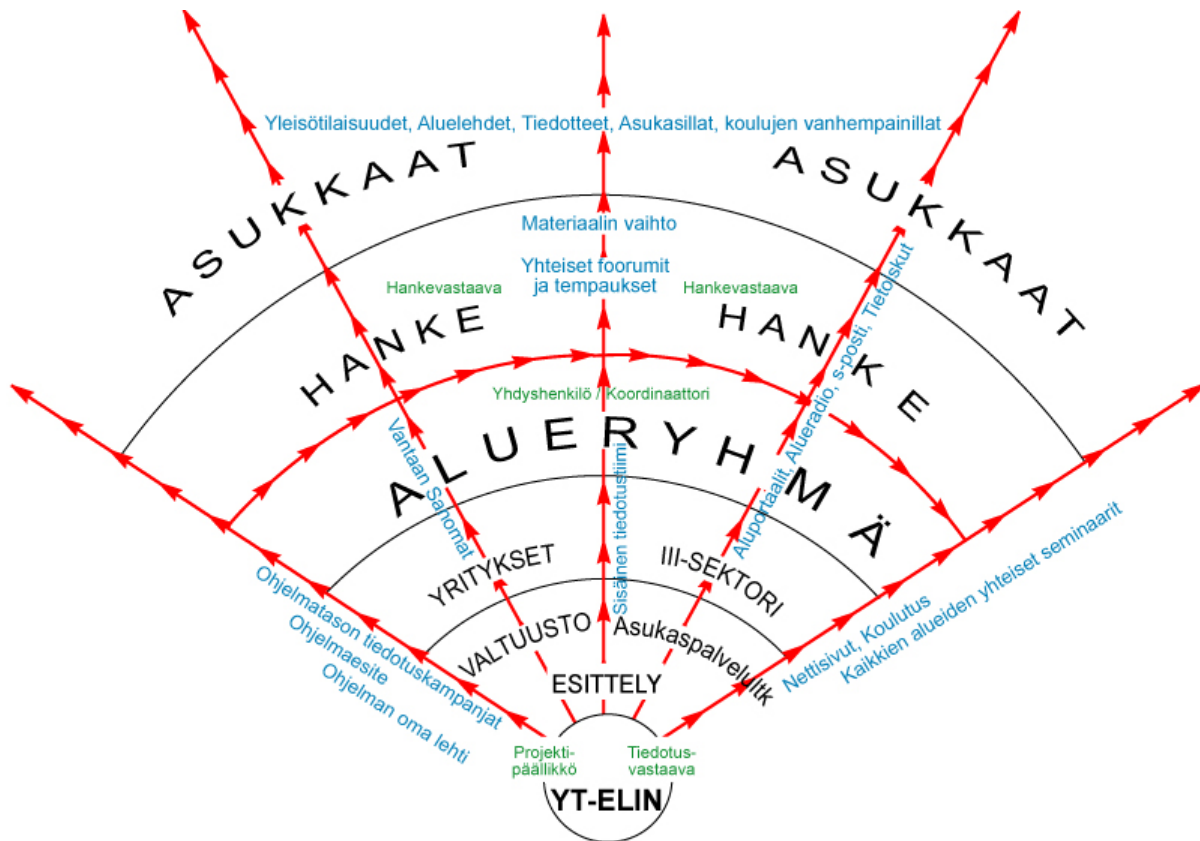 Yleisötilaisuudet, Aluelehdet, Tiedotteet, Asukasillat, koulujen vanhempainillat
ASUKKAAT
ASUKKAAT
Materiaalin vaihto
Yhteiset foorumit
ja tempaukset
Hankevastaava
Hankevastaava
HANKE
HANKE
Yhdyshenkilö / Koordinaattori
ALUERYHMÄ
Vantaan Sanomat
Sisäinen tiedotustiimi
Aluportaalit, Alueradio, s-posti, Tietoiskut
YRITYKSET
III-SEKTORI
VALTUUSTO
Asukaspalvelultk
ESITTELY
Ohjelmatason tiedotuskampanjat
Ohjelmaesite
Ohjelman oma lehti
Nettisivut, Koulutus
Kaikkien alueiden yhteiset seminaarit
Projekti-
päällikkö
Tiedotus-
vastaava
YT-ELIN